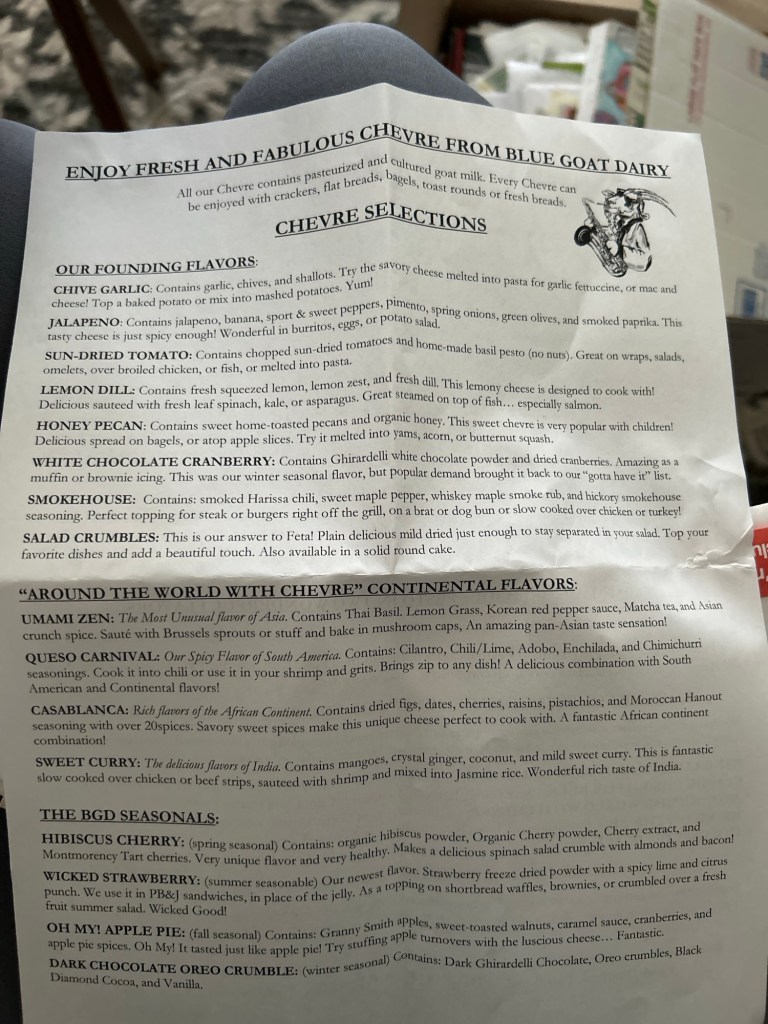 ENJOY FRESH AND FABULOUS CHEVRE FROM BLUE GOAT DAIRY
All our Chevre contains pasteurized and cultured goat milk. Every Chevre can
be enjoyed with crackers, flat breads, bagels, toast rounds or fresh breads.
CHEVRE SELECTIONS
OUR FOUNDING FLAVORS:
CHIVE GARLIC: Contains garlic, chives, and shallots. Try the savory cheese melted into pasta for garlic fettuccine, or mac and
cheese! Top a baked potato or mix into mashed potatoes. Yum!
JALAPENO: Contains jalapeno, banana, sport & sweet peppers, pimento, spring onions, green olives, and smoked paprika. This
tasty cheese is just spicy enough! Wonderful in burritos, eggs, or potato salad.
SUN-DRIED TOMATO: Contains chopped sun-dried tomatoes and home-made basil pesto (no nuts). Great on wraps, salads,
omelets, over broiled chicken, or fish, or melted into pasta.
LEMON DILL: Contains fresh squeezed lemon, lemon zest, and fresh dill. This lemony cheese is designed to cook with!
Delicious sauteed with fresh leaf spinach, kale, or asparagus. Great steamed on top of fish… especially salmon.
HONEY PECAN: Contains sweet home-toasted pecans and organic honey. This sweet chevre is very popular with children!
Delicious spread on bagels, or atop apple slices. Try it melted into yams, acorn, or butternut squash.
WHITE CHOCOLATE CRANBERRY: Contains Ghirardelli white chocolate powder and dried cranberries. Amazing as a
muffin or brownie icing. This was our winter seasonal flavor, but popular demand brought it back to our "gotta have it" list.
SMOKEHOUSE: Contains: smoked Harissa chili, sweet maple pepper, whiskey maple smoke rub, and hickory smokehouse
seasoning. Perfect topping for steak or burgers right off the grill, on a brat or dog bun or slow cooked over chicken or turkey!
SALAD CRUMBLES: This is our answer to Feta! Plain delicious mild dried just enough to stay separated in your salad. Top your
favorite dishes and add a beautiful touch. Also available in a solid round cake.
"AROUND THE WORLD WITH CHEVRE" CONTINENTAL FLAVORS:
UMAMI ZEN: The Most Unusual flavor of Asia. Contains Thai Basil. Lemon Grass, Korean red pepper sauce, Matcha tea, and Asian
crunch spice. Sauté with Brussels sprouts or stuff and bake in mushroom caps, An amazing pan-Asian taste sensation!
QUESO CARNIVAL: Our Spicy Flavor of South America. Contains: Cilantro, Chili/Lime, Adobo, Enchilada, and Chimichurri
seasonings. Cook it into chili or use it in your shrimp and grits. Brings zip to any dish! A delicious combination with South
American and Continental flavors!
CASABLANCA: Rich flavors of the African Continent. Contains dried figs, dates, cherries, raisins, pistachios, and Moroccan Hanout
seasoning with over 20spices. Savory sweet spices make this unique cheese perfect to cook with. A fantastic African continent
combination!
SWEET CURRY: The delicious flavors of India. Contains mangoes, crystal ginger, coconut, and mild sweet curry. This is fantastic
slow cooked over chicken or beef strips, sauteed with shrimp and mixed into Jasmine rice. Wonderful rich taste of India.
THE BGD SEASONALS:
HIBISCUS CHERRY: (spring seasonal) Contains: organic hibiscus powder, Organic Cherry powder, Cherry extract, and
Montmorency Tart cherries. Very unique flavor and very healthy. Makes a delicious spinach salad crumble with almonds and bacon!
WICKED STRAWBERRY: (summer seasonable) Our newest flavor. Strawberry freeze dried powder with a spicy lime and citrus
punch. We use it in PB&J sandwiches, in place of the jelly. As a topping on shortbread waffles, brownies, or crumbled over a fresh
fruit summer salad. Wicked Good!
OH MY! APPLE PIE: (fall seasonal) Contains: Granny Smith apples, sweet-toasted walnuts, caramel sauce, cranberries, and
apple pie spices. Oh My! It tasted just like apple pie! Try stuffing apple turnovers with the luscious cheese… Fantastic.
DARK CHOCOLATE OREO CRUMBLE: (winter seasonal) Contains: Dark Ghirardelli Chocolate, Oreo crumbles, Black
Diamond Cocoa, and Vanilla.